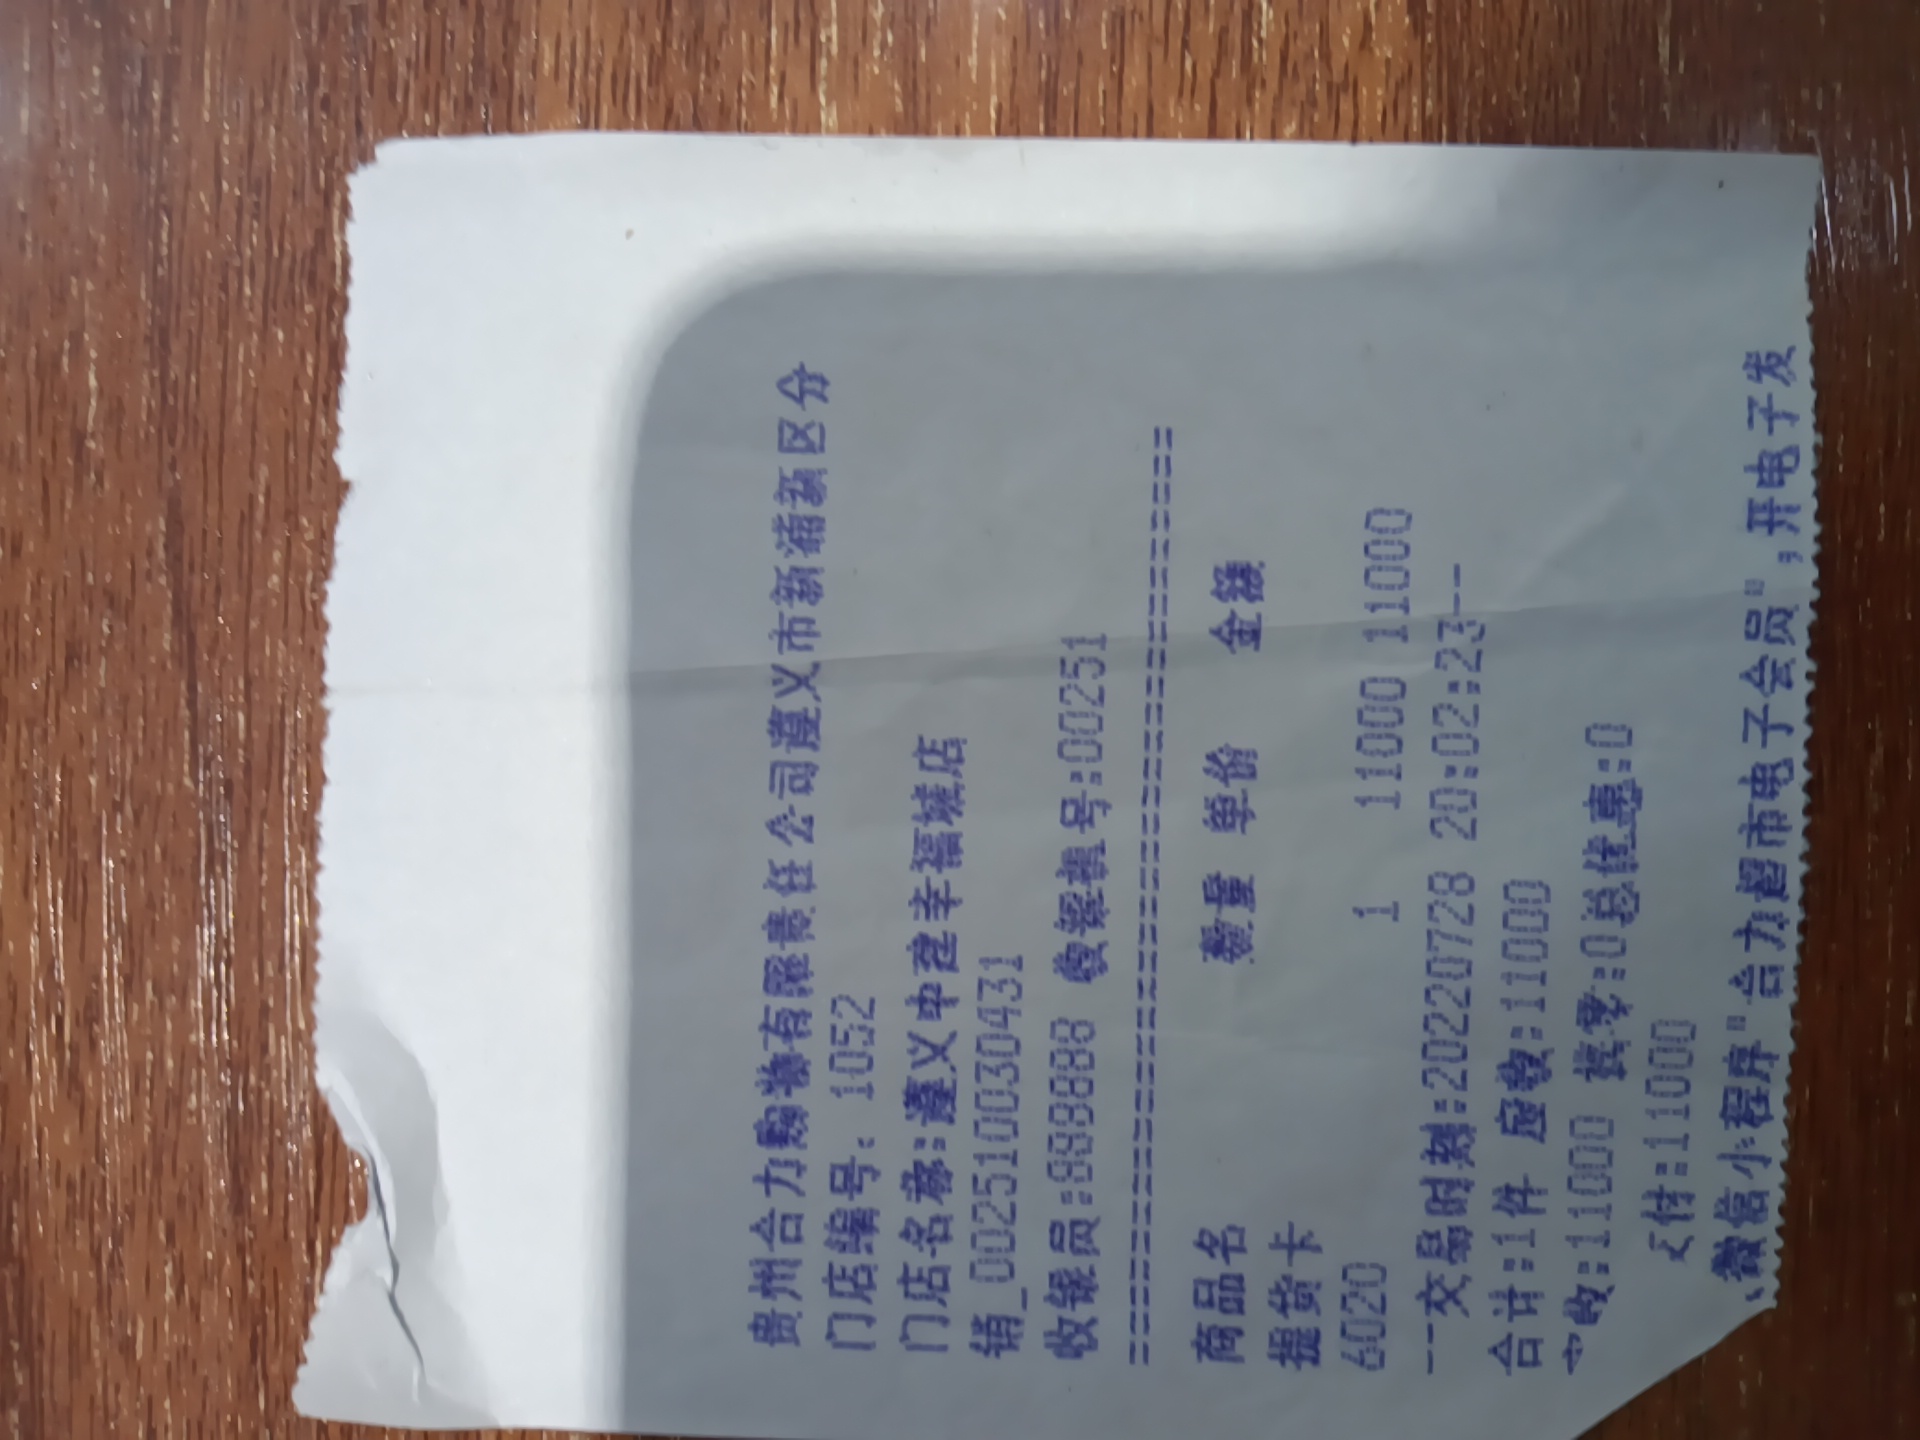 贵州合力购物有限责任公司遵义市新浦新区分
门店编号: 1052
门店名称:遵义中建幸福城店
销_002510030431
收银员:888888 收银机号:00251
======================================
商品名 数量 单价 金额
提货卡
6020 1 11000 11000
--交易时刻:20220728 20:02:23--
合计:1件 应收:11000
收:11000 找零:0总优惠:0
付:11000
微信小程序"合力超市电子会员",开电子发